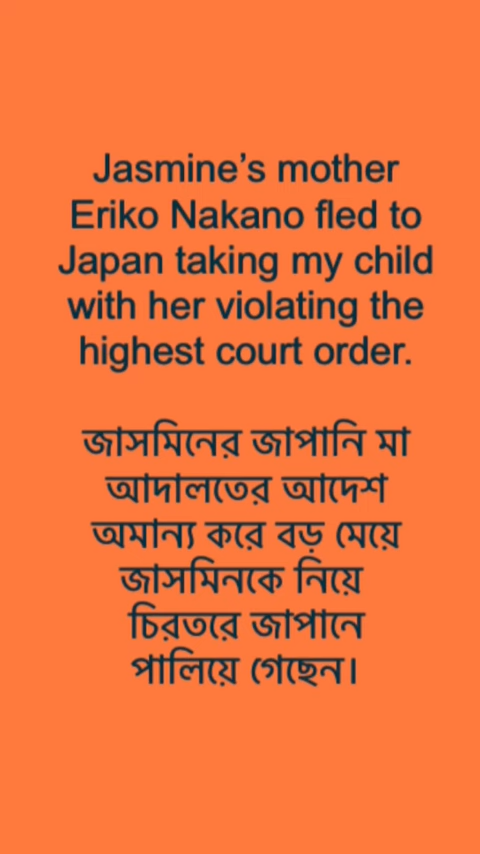 Jasmine’s mother
Eriko Nakano fled to
Japan taking my child
with her violating the
highest court order.
জাসমিনের জাপানি মা
আদালতের আদেশ
অমান্য করে বড় মেয়ে
জাসমিনকে নিয়ে
চিরতরে জাপানে
পালিয়ে গেছেন।